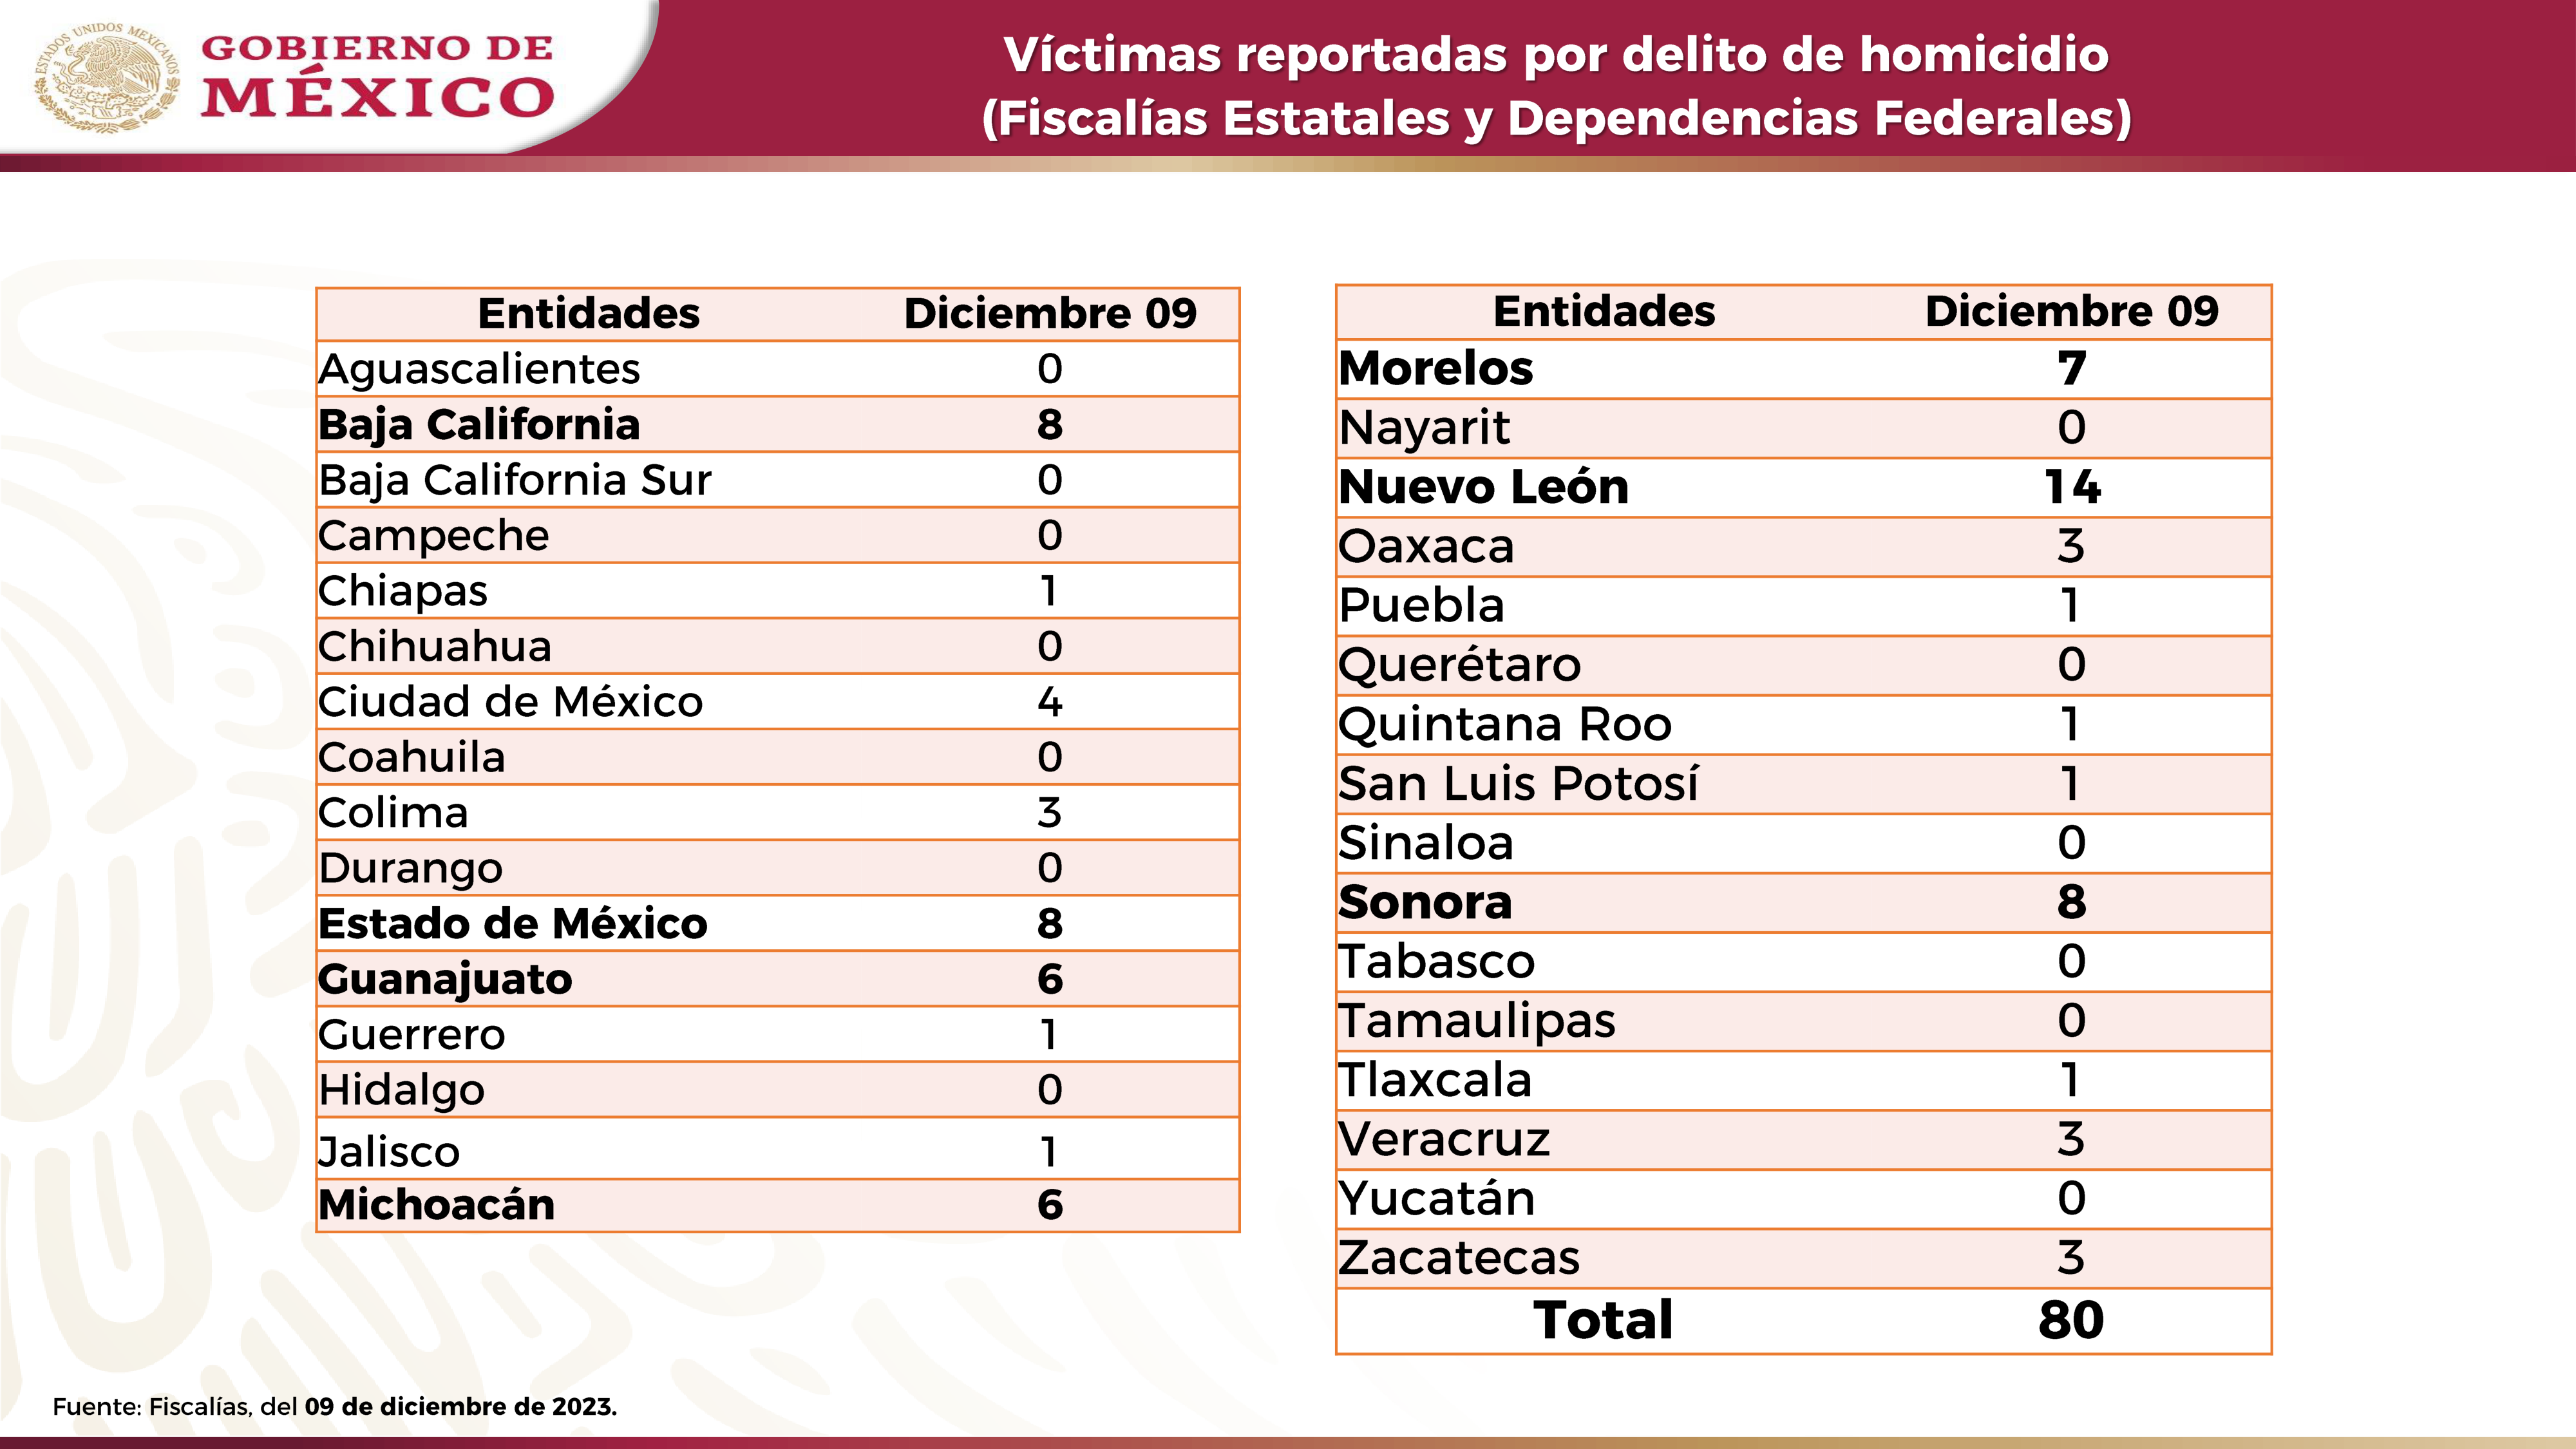 ESTADOS UNIDOS MEXICANOS
GOBIERNO DE
MÉXICO
Víctimas reportadas por delito de homicidio
(Fiscalías Estatales y Dependencias Federales)
Entidades Diciembre 09
Aguascalientes 0
Baja California 8
Baja California Sur 0
Campeche 0
Chiapas 1
Chihuahua 0
Ciudad de México 4
Coahuila 0
Colima 3
Durango 0
Estado de México 8
Guanajuato 6
Guerrero 1
Hidalgo 0
Jalisco 1
Michoacán 6
Entidades Diciembre 09
Morelos 7
Nayarit 0
Nuevo León 14
Oaxaca 3
Puebla 1
Querétaro 0
Quintana Roo 1
San Luis Potosí 1
Sinaloa 0
Sonora 8
Tabasco 0
Tamaulipas 0
Tlaxcala 1
Veracruz 3
Yucatán 0
Zacatecas 3
Total 80
Fuente: Fiscalías, del 09 de diciembre de 2023.